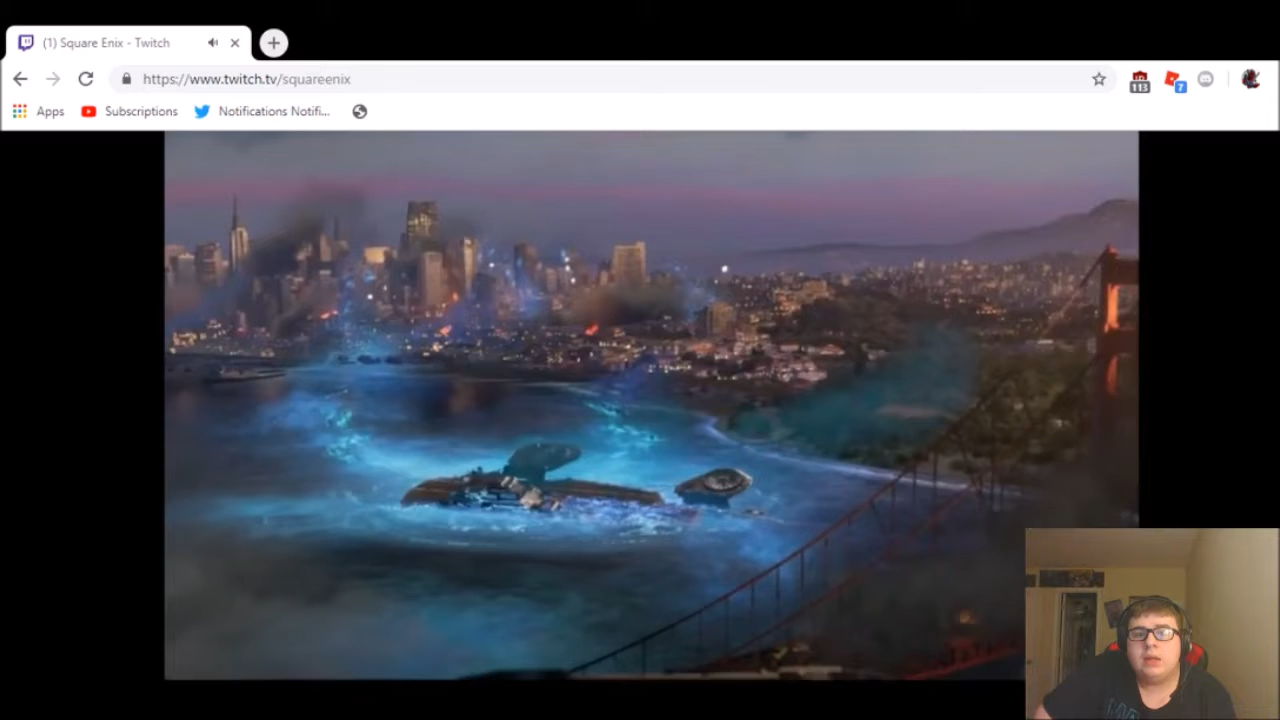 (1) Square Enix - Twitch
https://www.twitch.tv/squareenix
113
7
Apps Subscriptions Notifications Notifi...